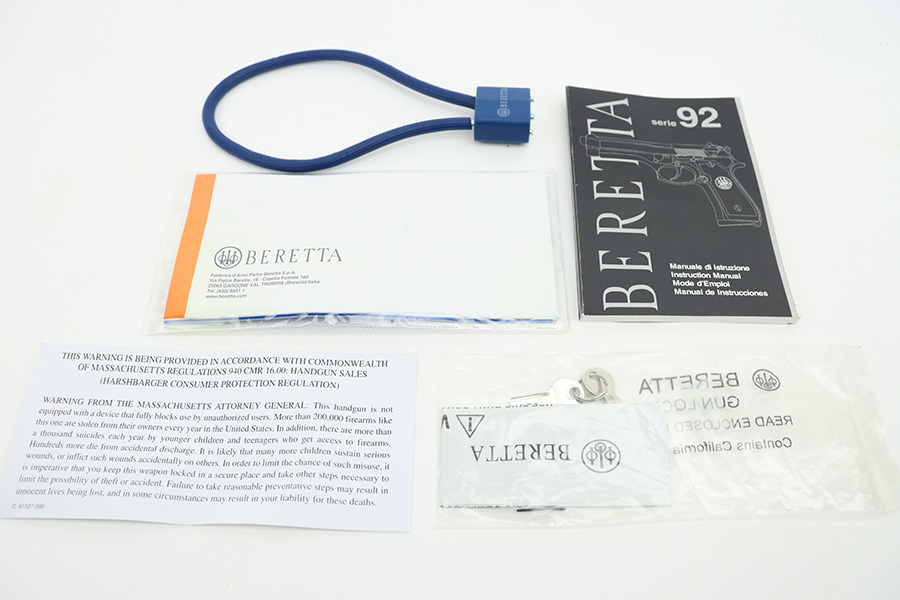 BERETTA
BERETTA
serie 92
Manuale di Istruzione
Instruction Manual
Mode d'Emploi
Manual de Instrucciones
BERETTA
Fabbrica d'Armi Pietro Beretta S.p.A.
Via Pietro Beretta, 18 - Casella Postale 160
25063 GARDONE VAL TROMPIA (Brescia) Italia
Tel. (030) 8341.1
www.beretta.com
THIS WARNING IS BEING PROVIDED IN ACCORDANCE WITH COMMONWEALTH
OF MASSACHUSETTS REGULATIONS 940 CMR 16.00: HANDGUN SALES
(HARSHBARGER CONSUMER PROTECTION REGULATION)
WARNING FROM THE MASSACHUSETTS ATTORNEY GENERAL: This handgun is not
equipped with a device that fully blocks use by unauthorized users. More than 200,000 firearms like
this one are stolen from their owners every year in the United States. In addition, there are more than
a thousand suicides each year by younger children and teenagers who get access to firearms.
Hundreds more die from accidental discharge. It is likely that many more children sustain serious
wounds, or inflict such wounds accidentally on others. In order to limit the chance of such misuse, it
is imperative that you keep this weapon locked in a secure place and take other steps necessary to
limit the possibility of theft or accident. Failure to take reasonable preventative steps may result in
innocent lives being lost, and in some circumstances may result in your liability for these deaths.
C. 61527.000
BERETTA
GUN LOC
READ ENCLOSED
Contains California
BERETTA